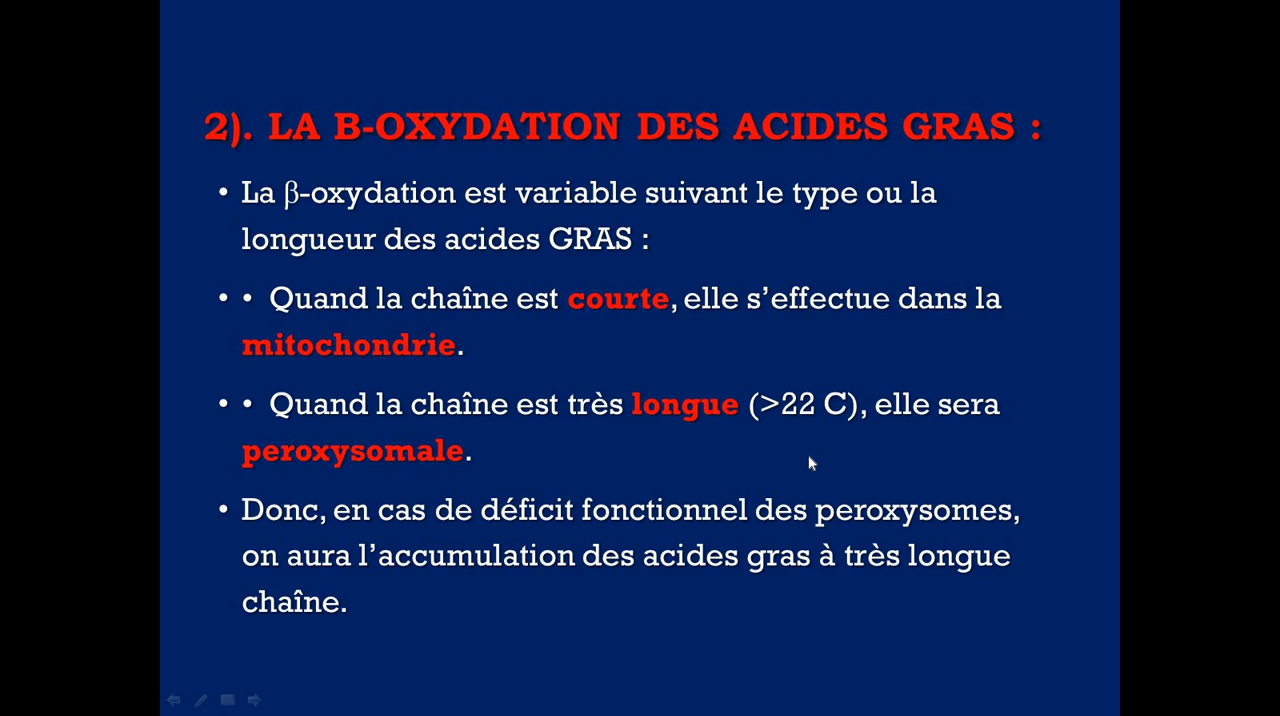 2). LA B-OXYDATION DES ACIDES GRAS :
• La β-oxydation est variable suivant le type ou la
longueur des acides GRAS :
• • Quand la chaîne est courte, elle s’effectue dans la
mitochondrie.
• • Quand la chaîne est très longue (>22 C), elle sera
peroxysomale.
• Donc, en cas de déficit fonctionnel des peroxysomes,
on aura l’accumulation des acides gras à très longue
chaîne.